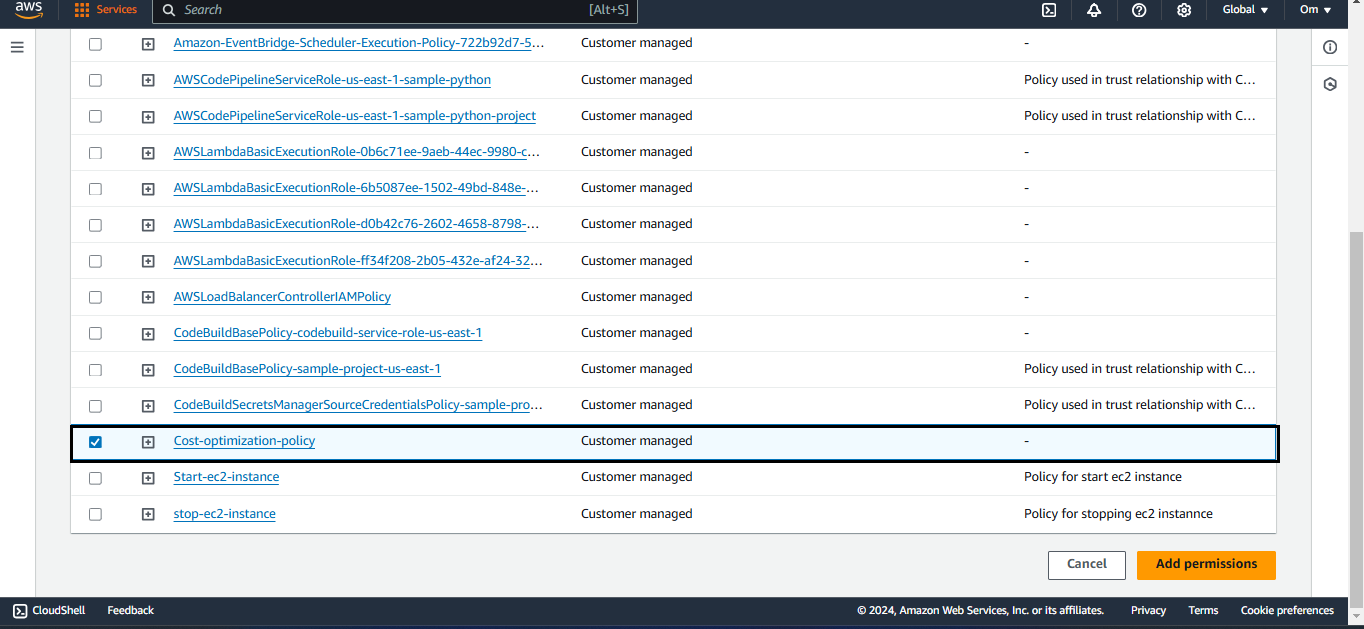 aws Services Search [Alt+S] Global Om
Amazon-EventBridge-Scheduler-Execution-Policy-722b92d7-5... Customer managed -
AWSCodePipelineServiceRole-us-east-1-sample-python Customer managed Policy used in trust relationship with C...
AWSCodePipelineServiceRole-us-east-1-sample-python-project Customer managed Policy used in trust relationship with C...
AWSLambdaBasicExecutionRole-0b6c71ee-9aeb-44ec-9980-c... Customer managed -
AWSLambdaBasicExecutionRole-6b5087ee-1502-49bd-848e-... Customer managed -
AWSLambdaBasicExecutionRole-d0b42c76-2602-4658-8798-... Customer managed -
AWSLambdaBasicExecutionRole-ff34f208-2b05-432e-af24-32... Customer managed -
AWSLoadBalancerControllerIAMPolicy Customer managed -
CodeBuildBasePolicy-codebuild-service-role-us-east-1 Customer managed -
CodeBuildBasePolicy-sample-project-us-east-1 Customer managed Policy used in trust relationship with C...
CodeBuildSecretsManagerSourceCredentialsPolicy-sample-pro... Customer managed Policy used in trust relationship with C...
Cost-optimization-policy Customer managed -
Start-ec2-instance Customer managed Policy for start ec2 instance
stop-ec2-instance Customer managed Policy for stopping ec2 instannce
Cancel Add permissions
CloudShell Feedback © 2024, Amazon Web Services, Inc. or its affiliates. Privacy Terms Cookie preferences